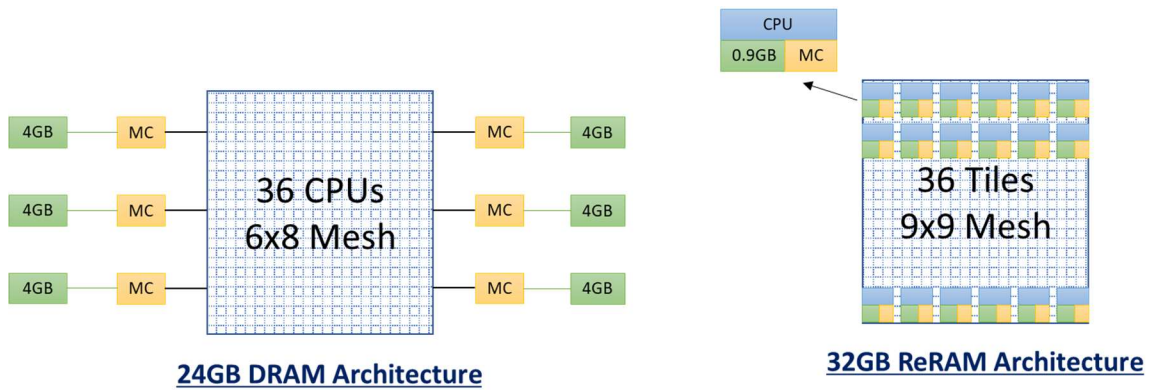 4GB
MC
MC
4GB
4GB
MC
36 CPUs
6x8 Mesh
MC
4GB
4GB
MC
MC
4GB
24GB DRAM Architecture
CPU
0.9GB
MC
36 Tiles
9x9 Mesh
32GB ReRAM Architecture